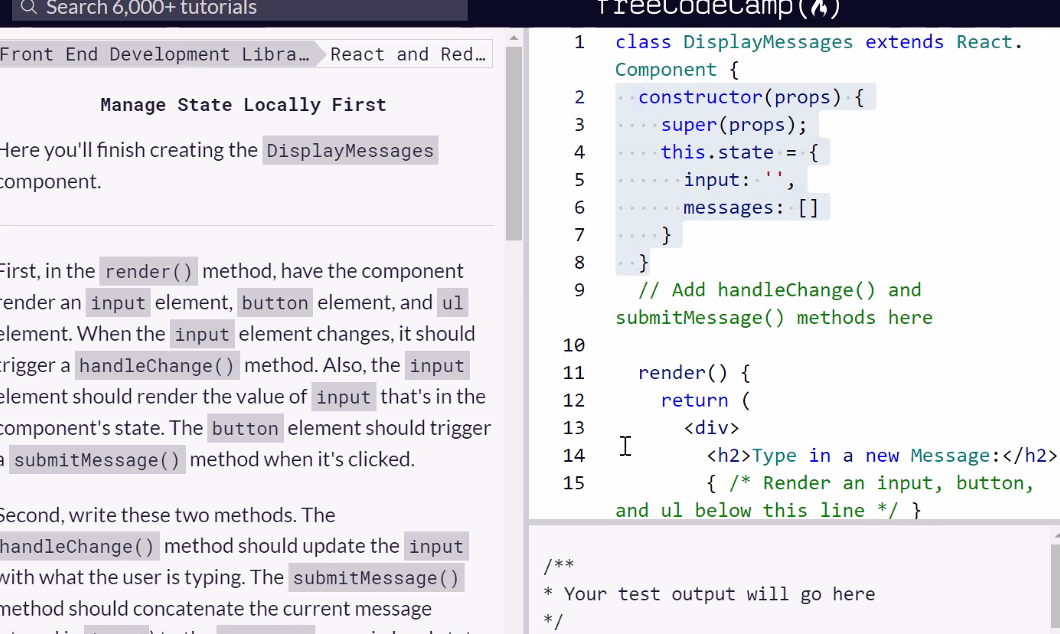 Search 6,000+ tutorials
freeCodeCamp
Front End Development Libra…
React and Red…
Manage State Locally First
Here you'll finish creating the DisplayMessages
component.
First, in the render() method, have the component
render an input element, button element, and ul
element. When the input element changes, it should
trigger a handleChange() method. Also, the input
element should render the value of input that's in the
component's state. The button element should trigger
a submitMessage() method when it's clicked.
Second, write these two methods. The
handleChange() method should update the input
with what the user is typing. The submitMessage()
method should concatenate the current message
1 class DisplayMessages extends React.
Component {
2 constructor(props) {
3 super(props);
4 this.state = {
5 input: '',
6 messages: []
7 }
8 }
9 // Add handleChange() and
submitMessage() methods here
10
11 render() {
12 return (
13 <div>
14 <h2>Type in a new Message:</h2>
15 { /* Render an input, button,
and ul below this line */ }
/**
* Your test output will go here
*/